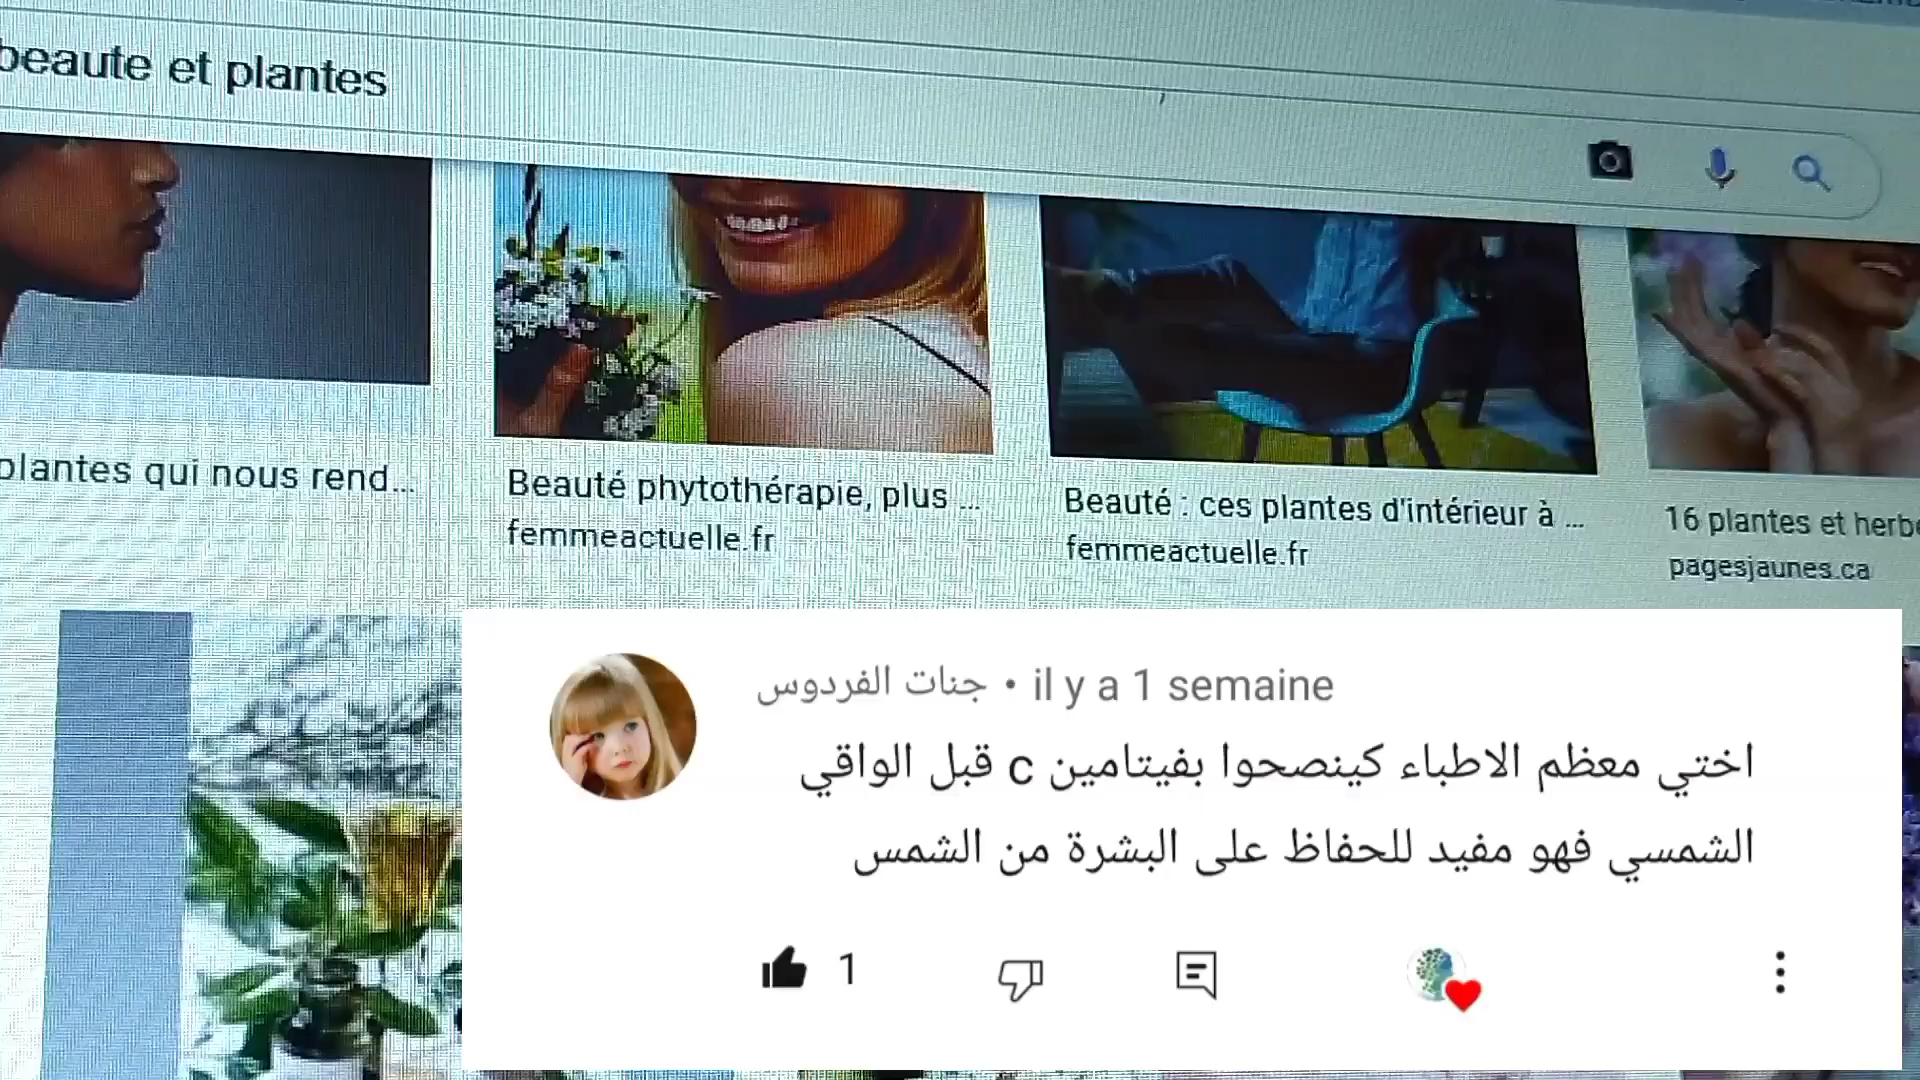 beaute et plantes
plantes qui nous rend...
Beauté phytothérapie, plus ...
femmeactuelle.fr
Beauté : ces plantes d'intérieur à ...
femmeactuelle.fr
16 plantes et herbe
pagesjaunes.ca
جنات الفردوس • il y a 1 semaine
اختي معظم الاطباء كينصحوا بفيتامين c قبل الواقي
الشمسي فهو مفيد للحفاظ على البشرة من الشمس
1